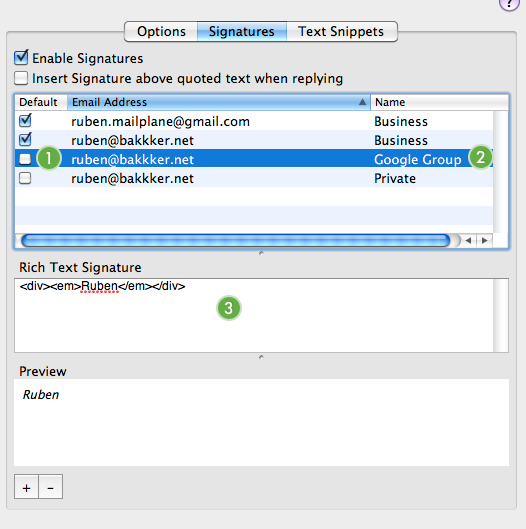 ?
Options Signatures Text Snippets
Enable Signatures
Insert Signature above quoted text when replying
Default Email Address Name
ruben.mailplane@gmail.com Business
ruben@bakkker.net Business
1 ruben@bakkker.net Google Group 2
ruben@bakkker.net Private
Rich Text Signature
<div><em>Ruben</em></div>
3
Preview
Ruben
+ −